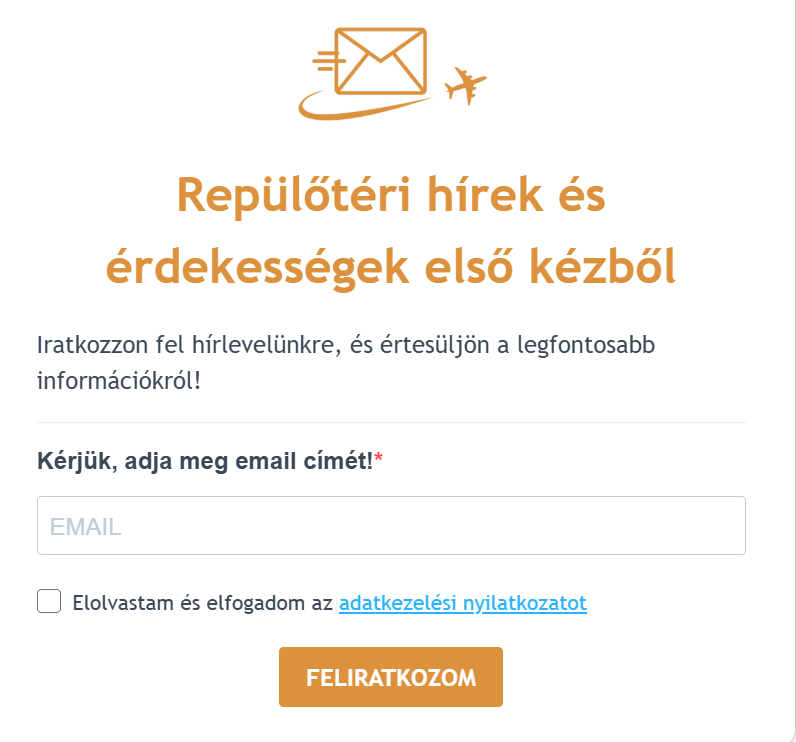 Repülőtéri hírek és
érdekességek első kézből
Iratkozzon fel hírlevelünkre, és értesüljön a legfontosabb
információkról!
Kérjük, adja meg email címét!*
EMAIL
Elolvastam és elfogadom az adatkezelési nyilatkozatot
FELIRATKOZOM